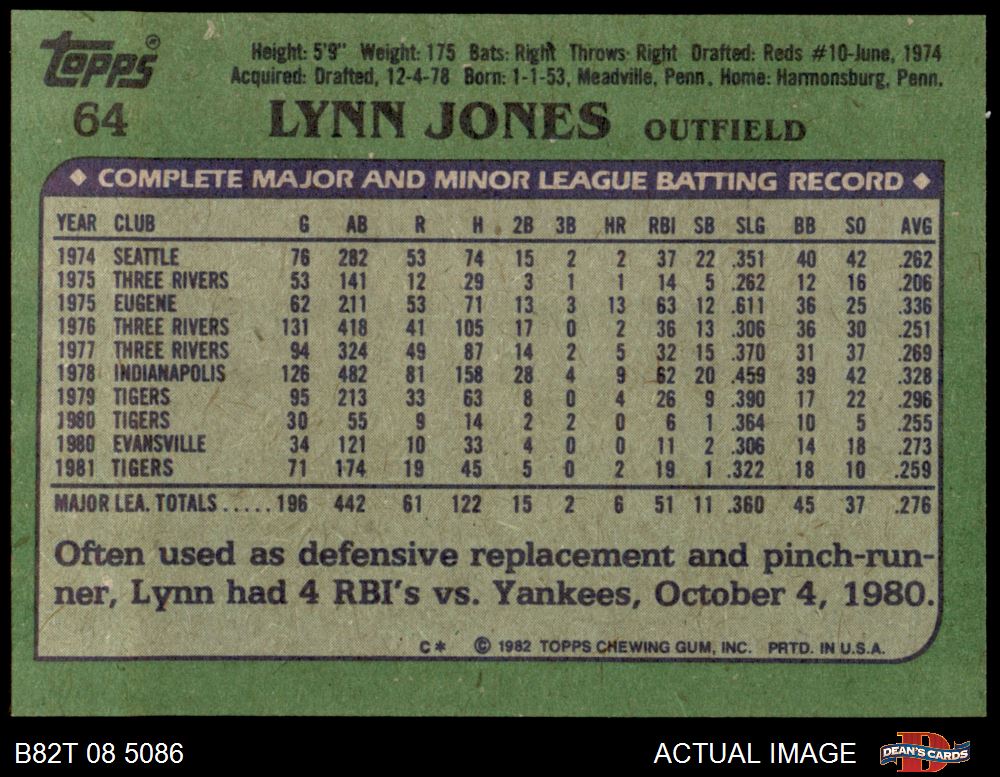 Topps®
Height: 5'9" Weight: 175 Bats: Right Throws: Right Drafted: Reds #10-June, 1974
Acquired: Drafted, 12-4-78 Born: 1-1-53, Meadville, Penn. Home: Harmonsburg, Penn.
64 LYNN JONES OUTFIELD
◆ COMPLETE MAJOR AND MINOR LEAGUE BATTING RECORD ◆
YEAR CLUB G AB R H 2B 3B HR RBI SB SLG BB SO AVG
1974 SEATTLE 76 282 53 74 15 2 2 37 22 .351 40 42 .262
1975 THREE RIVERS 53 141 12 29 3 1 1 14 5 .262 12 16 .206
1975 EUGENE 62 211 53 71 13 3 13 63 12 .611 36 25 .336
1976 THREE RIVERS 131 418 41 105 17 0 2 36 13 .306 36 30 .251
1977 THREE RIVERS 94 324 49 87 14 2 5 32 15 .370 31 37 .269
1978 INDIANAPOLIS 126 482 81 158 28 4 9 62 20 .459 39 42 .328
1979 TIGERS 95 213 33 63 8 0 4 26 9 .390 17 22 .296
1980 TIGERS 30 55 9 14 2 2 0 6 1 .364 10 5 .255
1980 EVANSVILLE 34 121 10 33 4 0 0 11 2 .306 14 18 .273
1981 TIGERS 71 174 19 45 5 0 2 19 1 .322 18 10 .259
MAJOR LEA. TOTALS.....196 442 61 122 15 2 6 51 11 .360 45 37 .276
Often used as defensive replacement and pinch-run-
ner, Lynn had 4 RBI's vs. Yankees, October 4, 1980.
C* © 1982 TOPPS CHEWING GUM, INC. PRTD. IN U.S.A.
B82T 08 5086 ACTUAL IMAGE DEAN'S CARDS